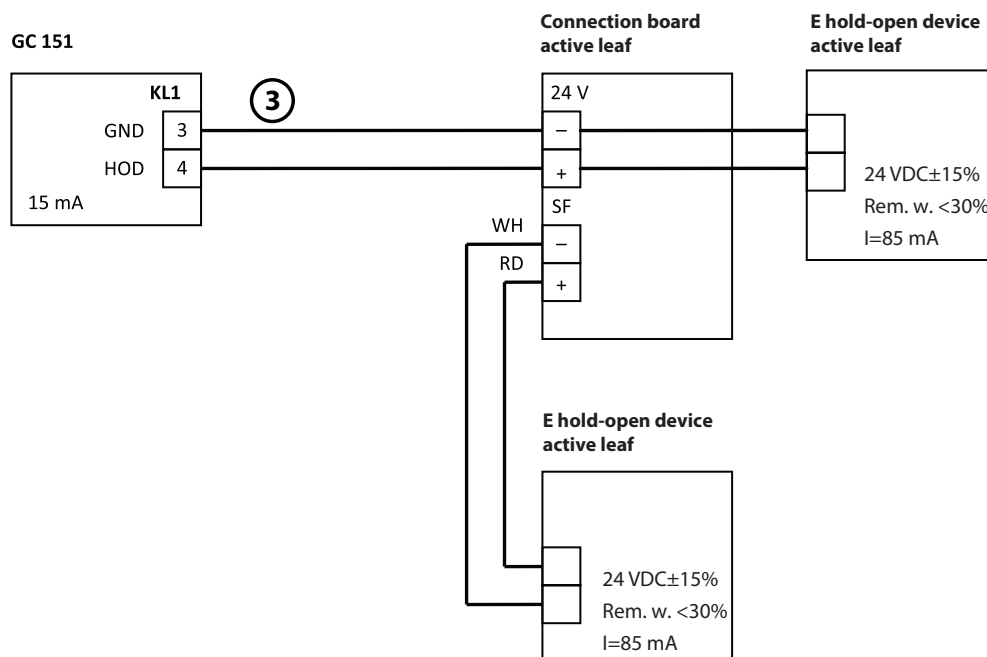 GC 151
KL1
GND 3
HOD 4
15 mA
3
Connection board
active leaf
24 V
–
+
SF
WH –
RD +
E hold-open device
active leaf
24 VDC±15%
Rem. w. <30%
I=85 mA
E hold-open device
active leaf
24 VDC±15%
Rem. w. <30%
I=85 mA